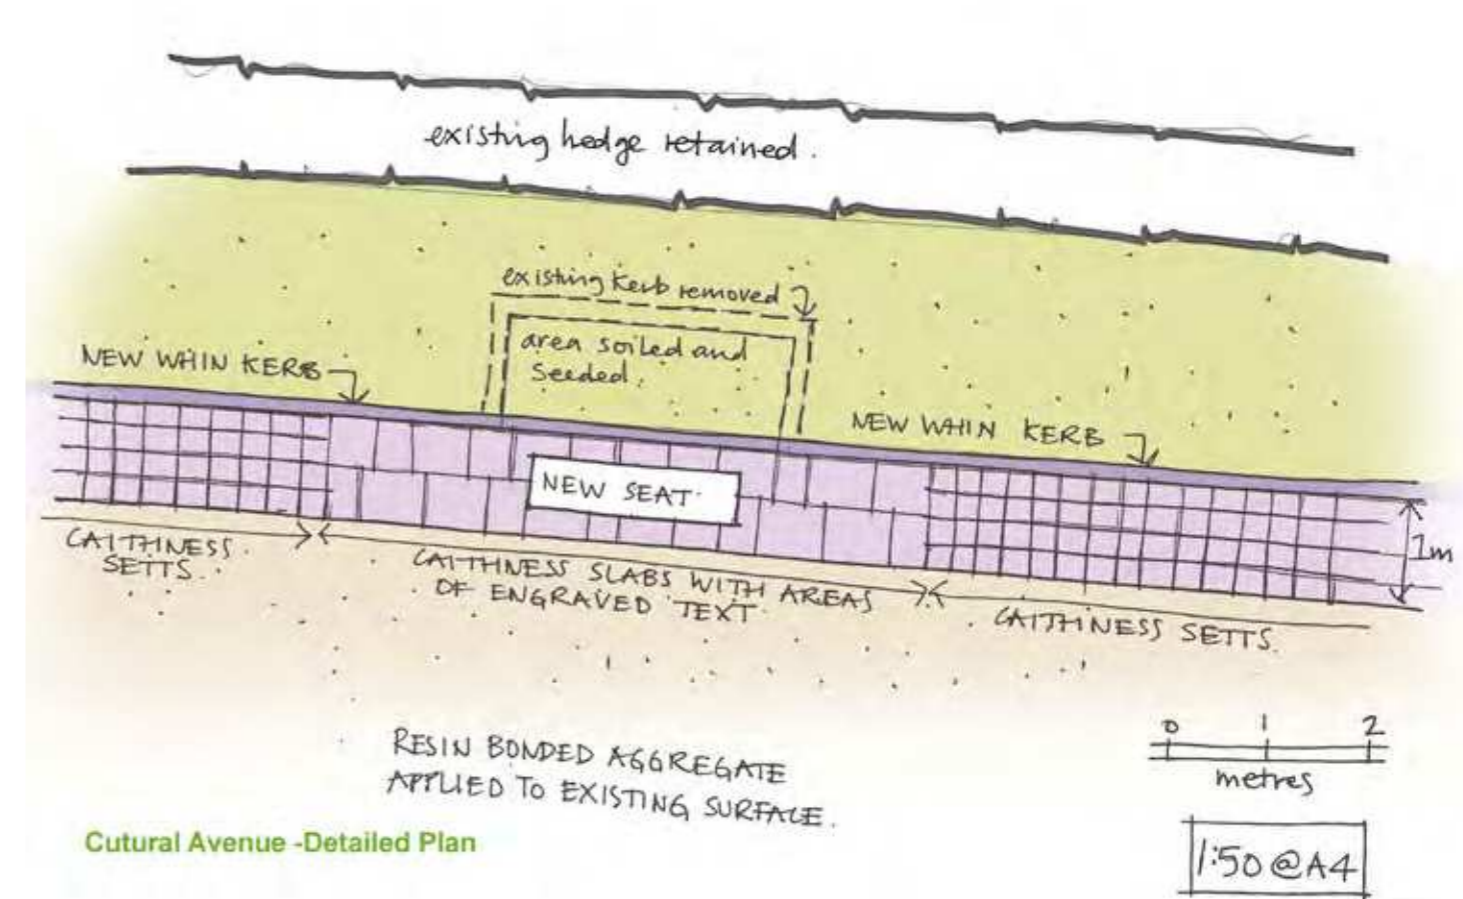 existing hedge retained.
existing kerb removed
area soiled and
seeded.
NEW WHIN KERB
NEW WHIN KERB
NEW SEAT
1m
CAITHNESS
SETTS.
CAITHNESS SLABS WITH AREAS
OF ENGRAVED TEXT
CAITHNESS SETTS.
RESIN BONDED AGGREGATE
APPLIED TO EXISTING SURFACE.
0 1 2
metres
Cutural Avenue -Detailed Plan
1:50 @A4